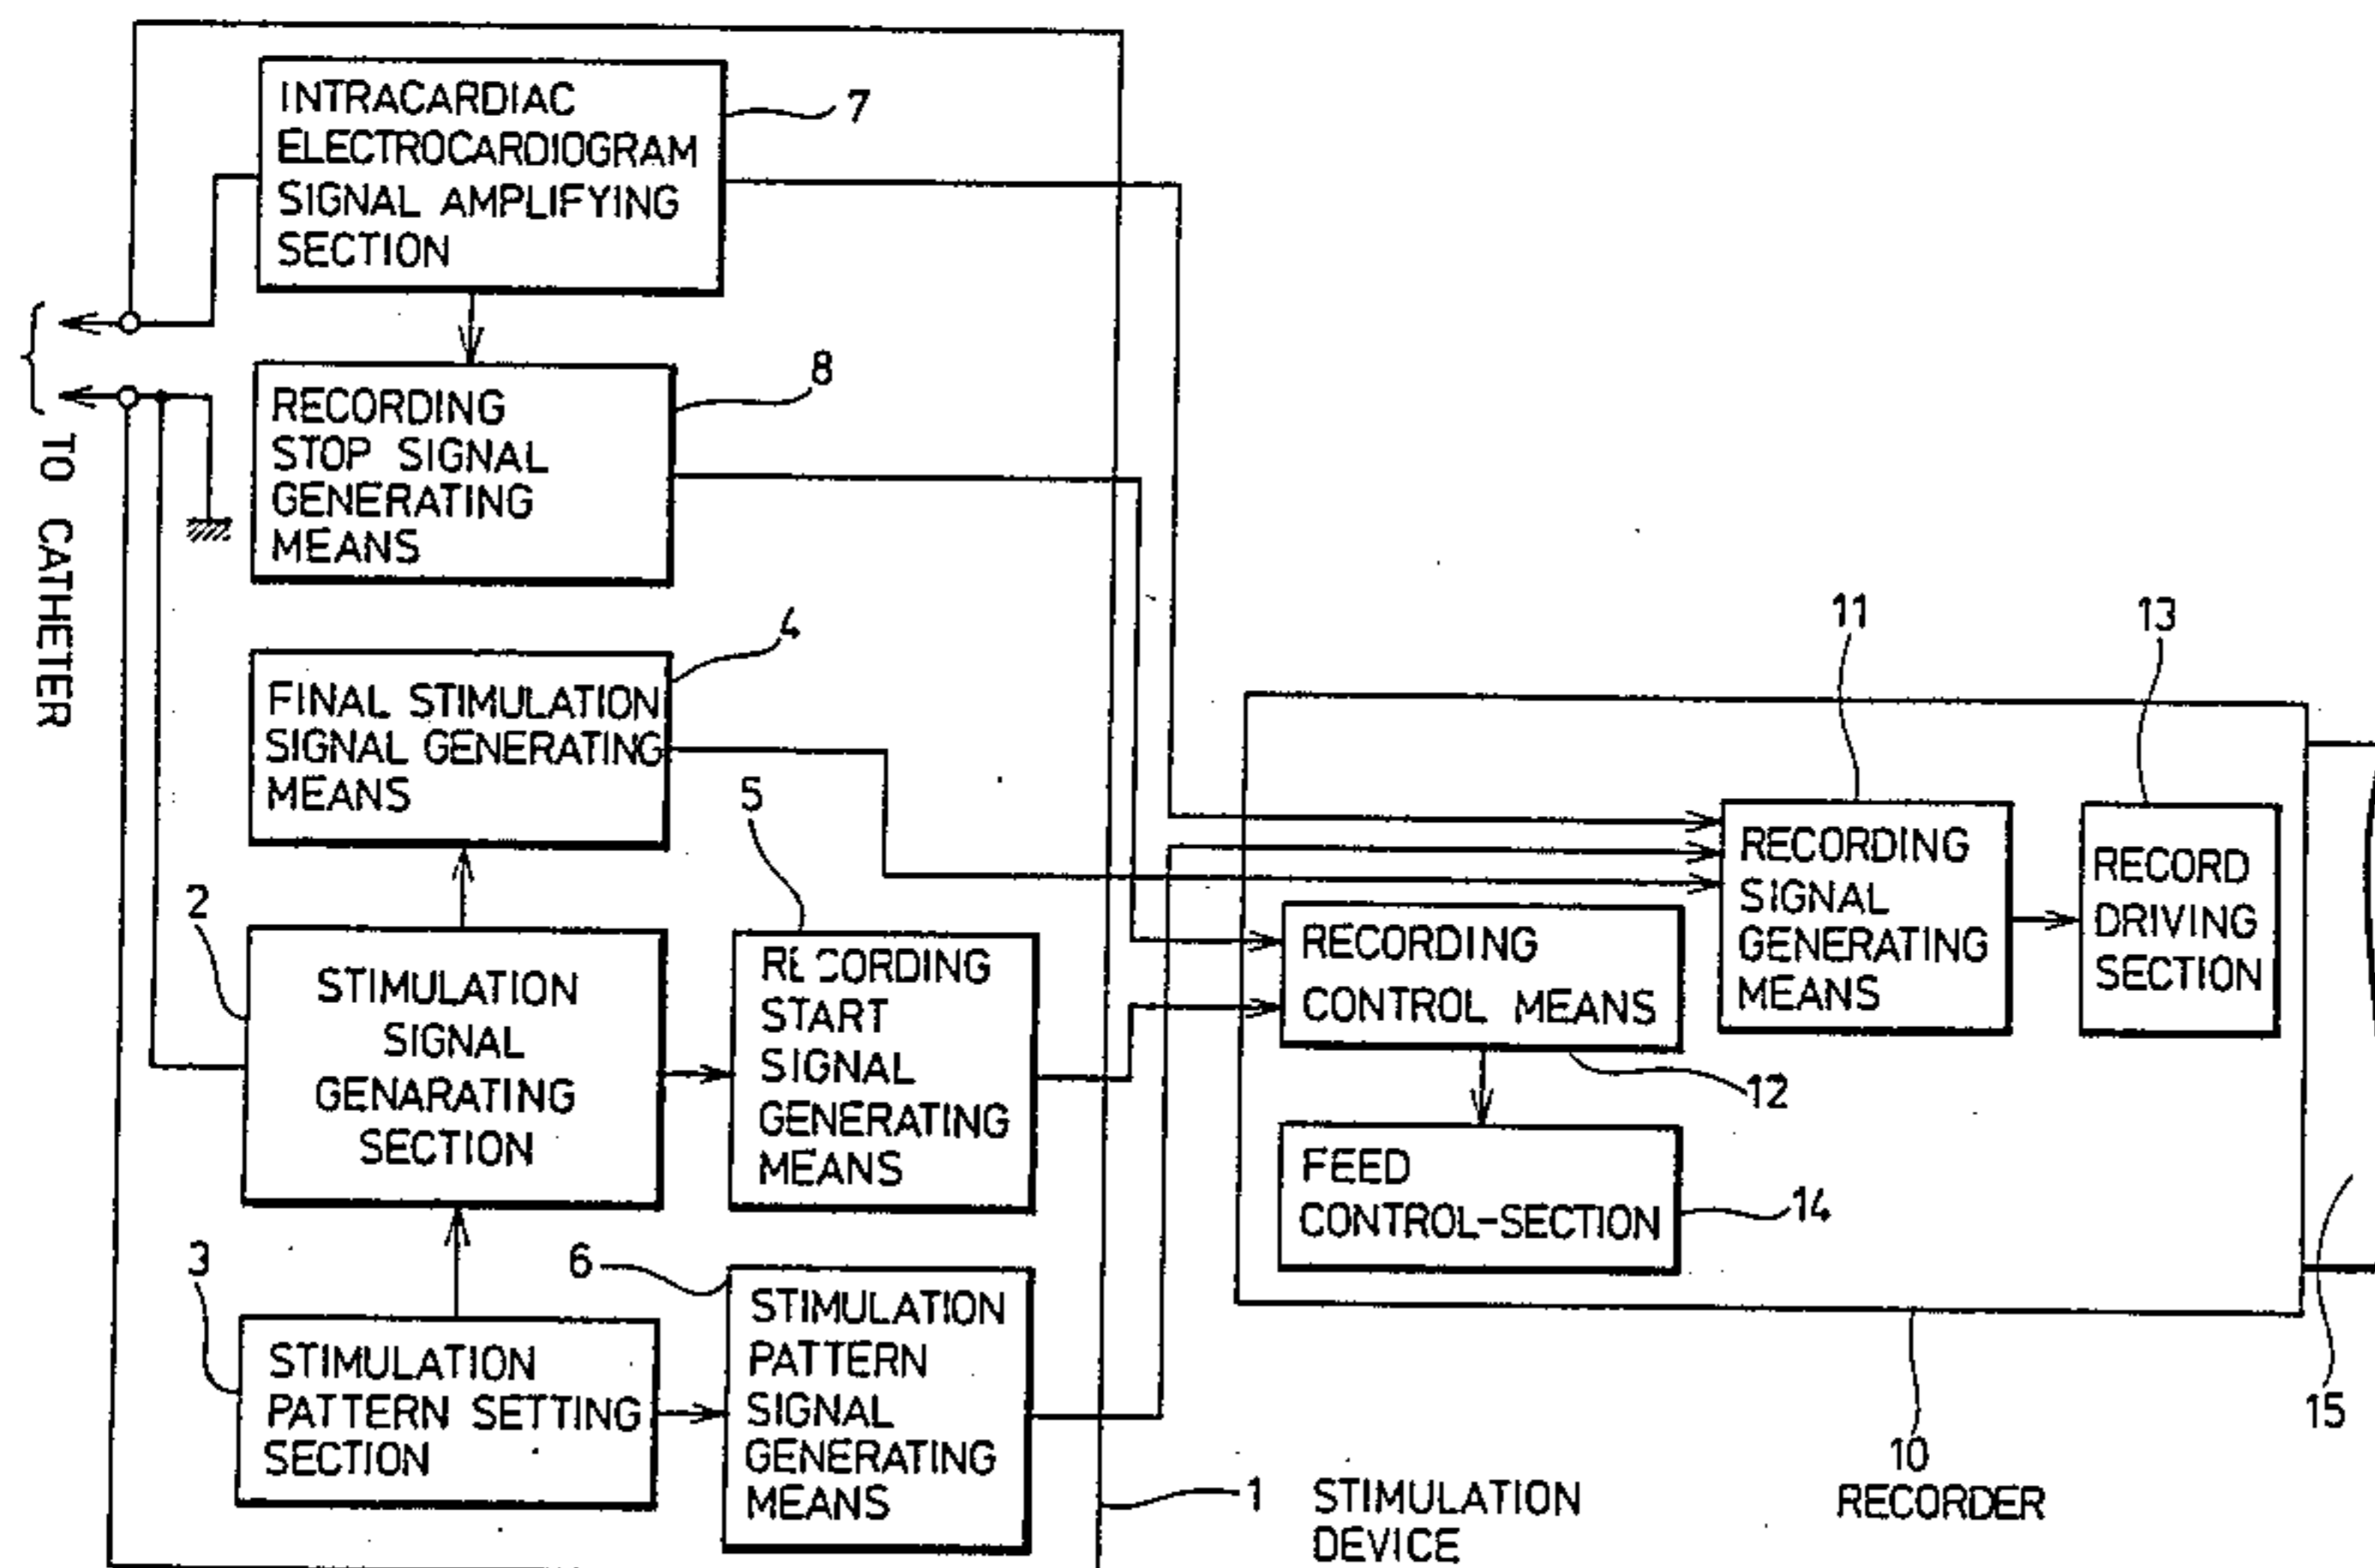 INTRACARDIAC
ELECTROCARDIOGRAM
SIGNAL AMPLIFYING
SECTION
7
TO CATHETER
RECORDING
STOP SIGNAL
GENERATING
MEANS
8
FINAL STIMULATION
SIGNAL GENERATING
MEANS
4
2
STIMULATION
SIGNAL
GENARATING
SECTION
5
RECORDING
START
SIGNAL
GENERATING
MEANS
3
STIMULATION
PATTERN SETTING
SECTION
6
STIMULATION
PATTERN
SIGNAL
GENERATING
MEANS
1 STIMULATION
DEVICE
11
RECORDING
SIGNAL
GENERATING
MEANS
13
RECORD
DRIVING
SECTION
RECORDING
CONTROL MEANS
12
FEED
CONTROL-SECTION
14
15
10
RECORDER